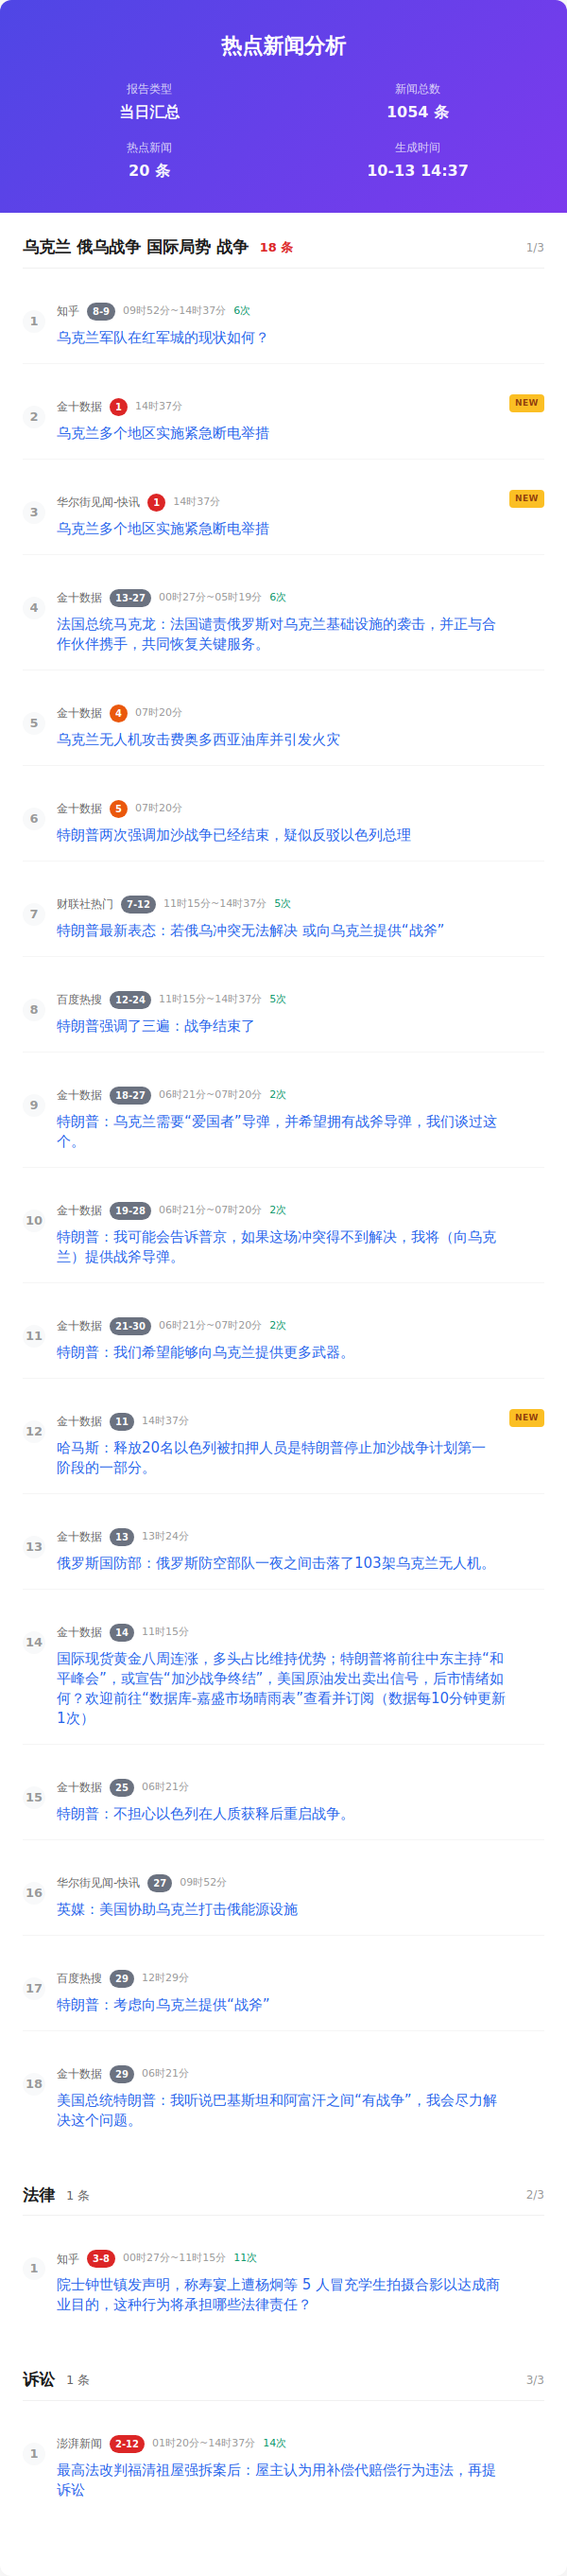 热点新闻分析
报告类型 新闻总数
当日汇总 1054 条
热点新闻 生成时间
20 条 10-13 14:37
乌克兰 俄乌战争 国际局势 战争 18 条 1/3
1 知乎 8-9 09时52分~14时37分 6次
乌克兰军队在红军城的现状如何？
2 金十数据 1 14时37分 NEW
乌克兰多个地区实施紧急断电举措
3 华尔街见闻-快讯 1 14时37分 NEW
乌克兰多个地区实施紧急断电举措
4 金十数据 13-27 00时27分~05时19分 6次
法国总统马克龙：法国谴责俄罗斯对乌克兰基础设施的袭击，并正与合
作伙伴携手，共同恢复关键服务。
5 金十数据 4 07时20分
乌克兰无人机攻击费奥多西亚油库并引发火灾
6 金十数据 5 07时20分
特朗普两次强调加沙战争已经结束，疑似反驳以色列总理
7 财联社热门 7-12 11时15分~14时37分 5次
特朗普最新表态：若俄乌冲突无法解决 或向乌克兰提供“战斧”
8 百度热搜 12-24 11时15分~14时37分 5次
特朗普强调了三遍：战争结束了
9 金十数据 18-27 06时21分~07时20分 2次
特朗普：乌克兰需要“爱国者”导弹，并希望拥有战斧导弹，我们谈过这
个。
10 金十数据 19-28 06时21分~07时20分 2次
特朗普：我可能会告诉普京，如果这场冲突得不到解决，我将（向乌克
兰）提供战斧导弹。
11 金十数据 21-30 06时21分~07时20分 2次
特朗普：我们希望能够向乌克兰提供更多武器。
12 金十数据 11 14时37分 NEW
哈马斯：释放20名以色列被扣押人员是特朗普停止加沙战争计划第一
阶段的一部分。
13 金十数据 13 13时24分
俄罗斯国防部：俄罗斯防空部队一夜之间击落了103架乌克兰无人机。
14 金十数据 14 11时15分
国际现货黄金八周连涨，多头占比维持优势；特朗普将前往中东主持“和
平峰会”，或宣告“加沙战争终结”，美国原油发出卖出信号，后市情绪如
何？欢迎前往“数据库-嘉盛市场晴雨表”查看并订阅（数据每10分钟更新
1次）
15 金十数据 25 06时21分
特朗普：不担心以色列在人质获释后重启战争。
16 华尔街见闻-快讯 27 09时52分
英媒：美国协助乌克兰打击俄能源设施
17 百度热搜 29 12时29分
特朗普：考虑向乌克兰提供“战斧”
18 金十数据 29 06时21分
美国总统特朗普：我听说巴基斯坦和阿富汗之间“有战争”，我会尽力解
决这个问题。
法律 1 条 2/3
1 知乎 3-8 00时27分~11时15分 11次
院士钟世镇发声明，称寿宴上遭杨炯等 5 人冒充学生拍摄合影以达成商
业目的，这种行为将承担哪些法律责任？
诉讼 1 条 3/3
1 澎湃新闻 2-12 01时20分~14时37分 14次
最高法改判福清祖屋强拆案后：屋主认为用补偿代赔偿行为违法，再提
诉讼